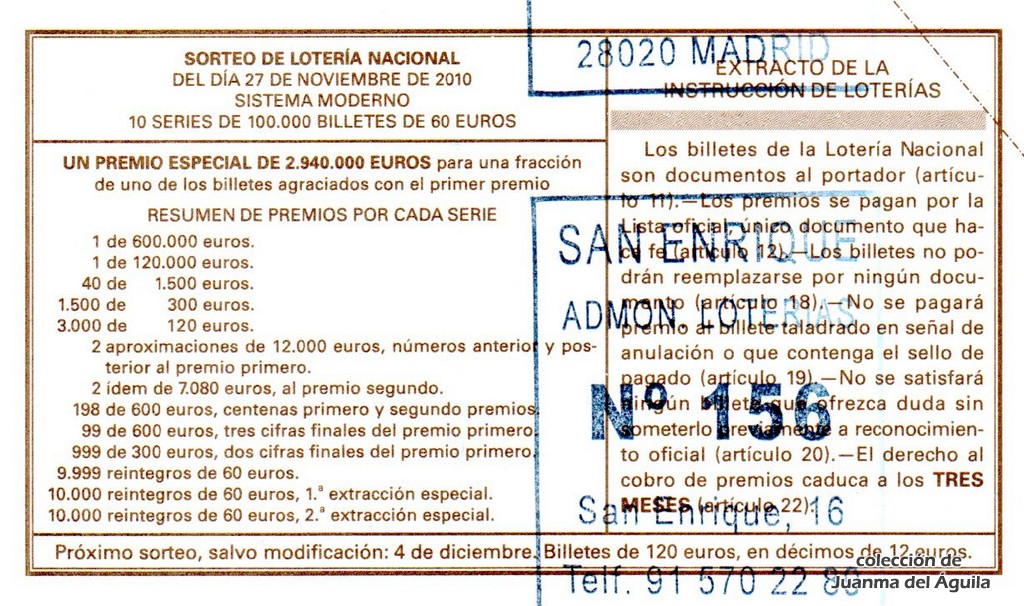 SORTEO DE LOTERÍA NACIONAL
DEL DÍA 27 DE NOVIEMBRE DE 2010
SISTEMA MODERNO
10 SERIES DE 100.000 BILLETES DE 60 EUROS
UN PREMIO ESPECIAL DE 2.940.000 EUROS para una fracción
de uno de los billetes agraciados con el primer premio
RESUMEN DE PREMIOS POR CADA SERIE
1 de 600.000 euros.
1 de 120.000 euros.
40 de 1.500 euros.
1.500 de 300 euros.
3.000 de 120 euros.
2 aproximaciones de 12.000 euros, números anterior y pos-
terior al premio primero.
2 ídem de 7.080 euros, al premio segundo.
198 de 600 euros, centenas primero y segundo premios.
99 de 600 euros, tres cifras finales del premio primero.
999 de 300 euros, dos cifras finales del premio primero.
9.999 reintegros de 60 euros.
10.000 reintegros de 60 euros, 1.ª extracción especial.
10.000 reintegros de 60 euros, 2.ª extracción especial.
EXTRACTO DE LA
INSTRUCCIÓN DE LOTERÍAS
Los billetes de la Lotería Nacional
son documentos al portador (artícu-
lo 11).—Los premios se pagan por la
Lista oficial, único documento que ha-
ce fe (artículo 12).—Los billetes no po-
drán reemplazarse por ningún docu-
mento (artículo 18).—No se pagará
premio al billete taladrado en señal de
anulación o que contenga el sello de
pagado (artículo 19).—No se satisfará
ningún billete que ofrezca duda sin
someterlo previamente a reconocimien-
to oficial (artículo 20).—El derecho al
cobro de premios caduca a los TRES
MESES (artículo 22).
Próximo sorteo, salvo modificación: 4 de diciembre. Billetes de 120 euros, en décimos de 12 euros.
28020 MADRID
SAN ENRIQUE
ADMON. LOTERIAS
Nº 156
San Enrique, 16
Telf. 91 570 22
colección de
Juanma del Águila